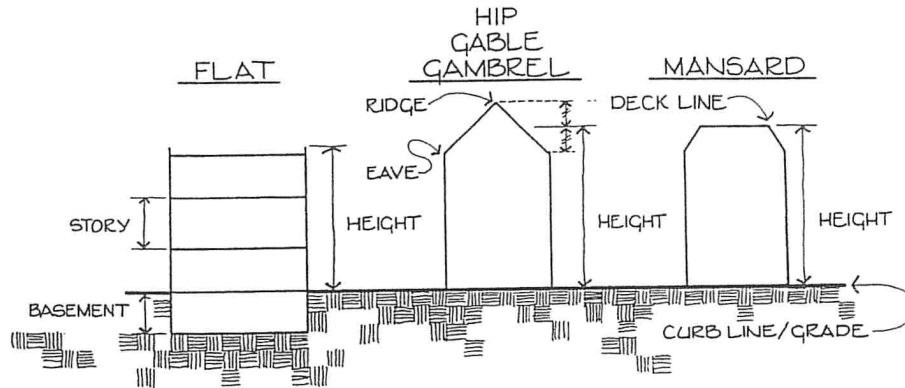 HIP
GABLE
GAMBREL
FLAT
MANSARD
RIDGE
DECK LINE
EAVE
STORY
HEIGHT
HEIGHT
HEIGHT
BASEMENT
CURB LINE/GRADE